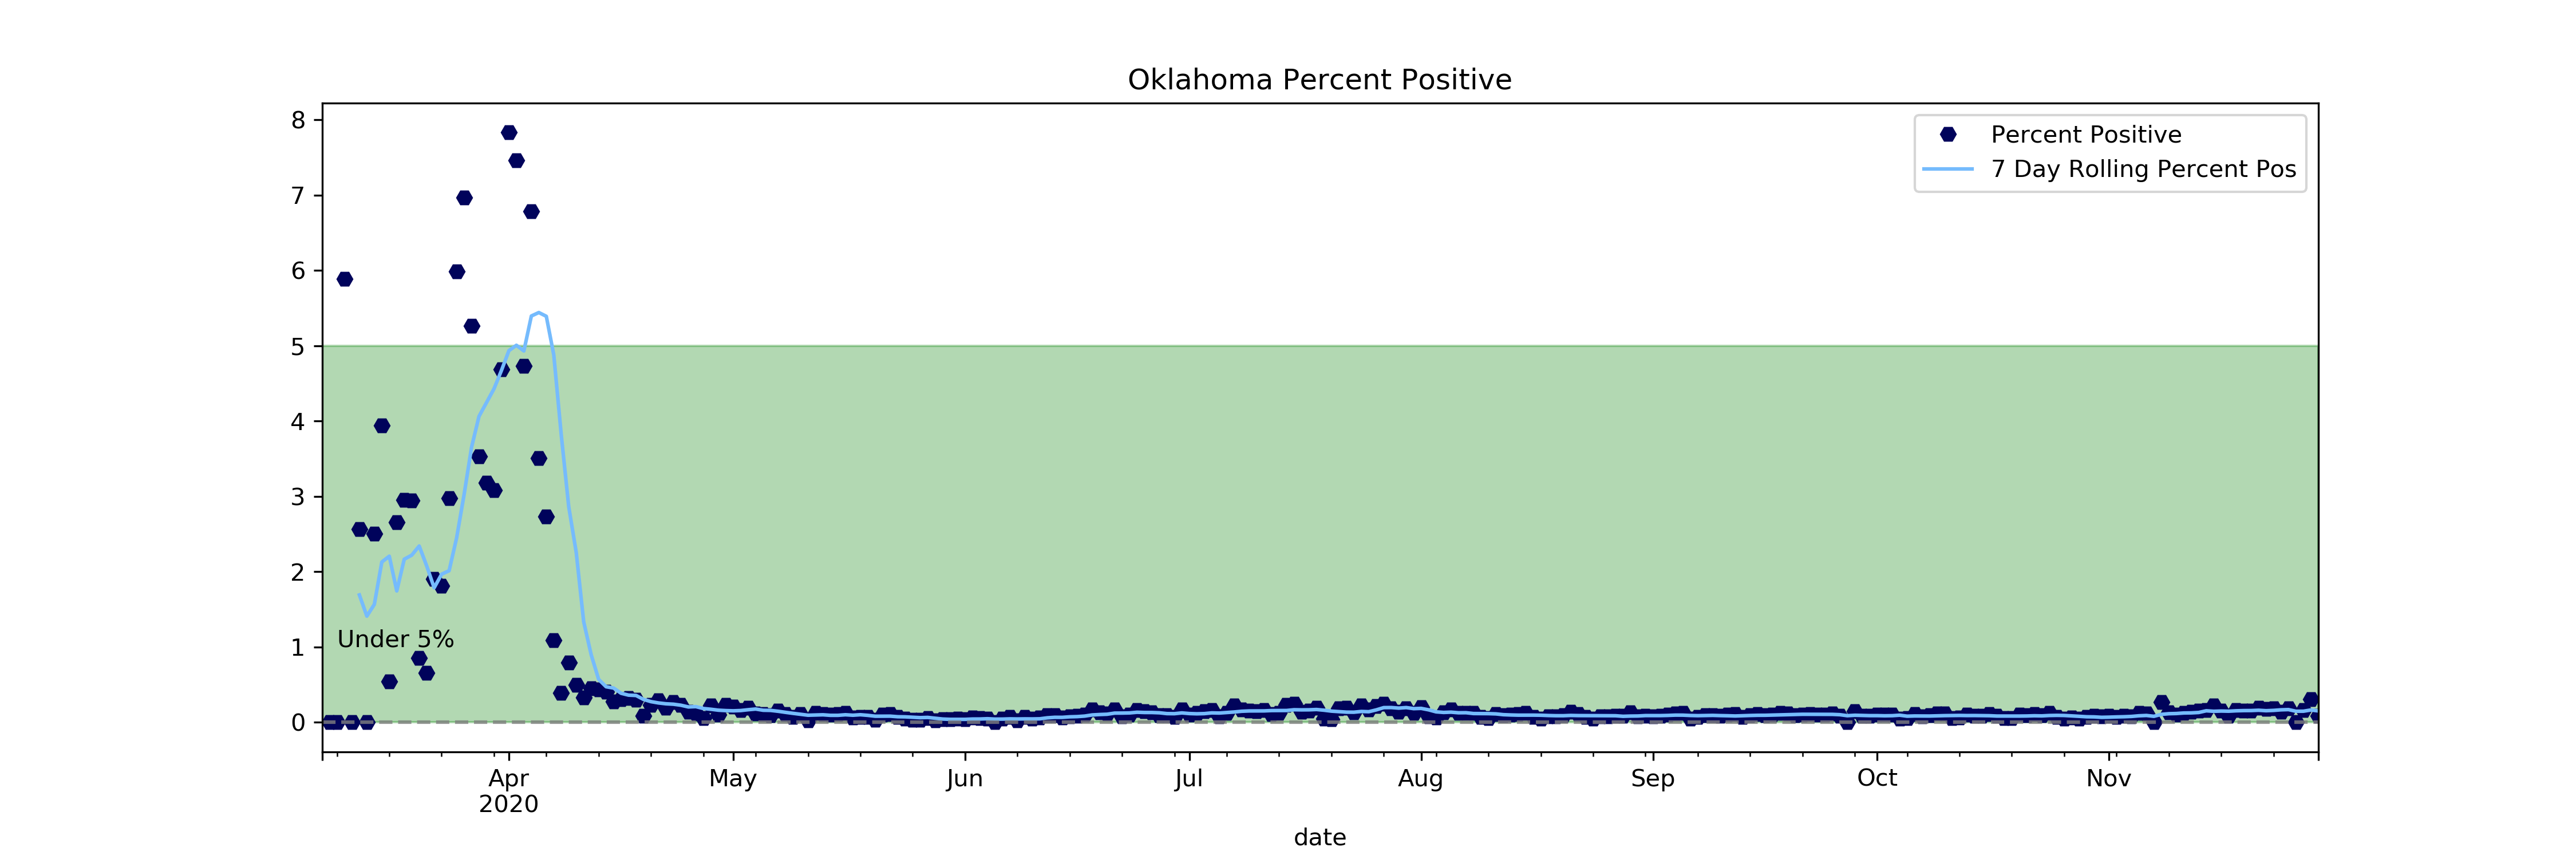 Oklahoma Percent Positive
8
7
6
5
4
3
2
1
0
Percent Positive
7 Day Rolling Percent Pos
Under 5%
Apr May Jun Jul Aug Sep Oct Nov
2020
date